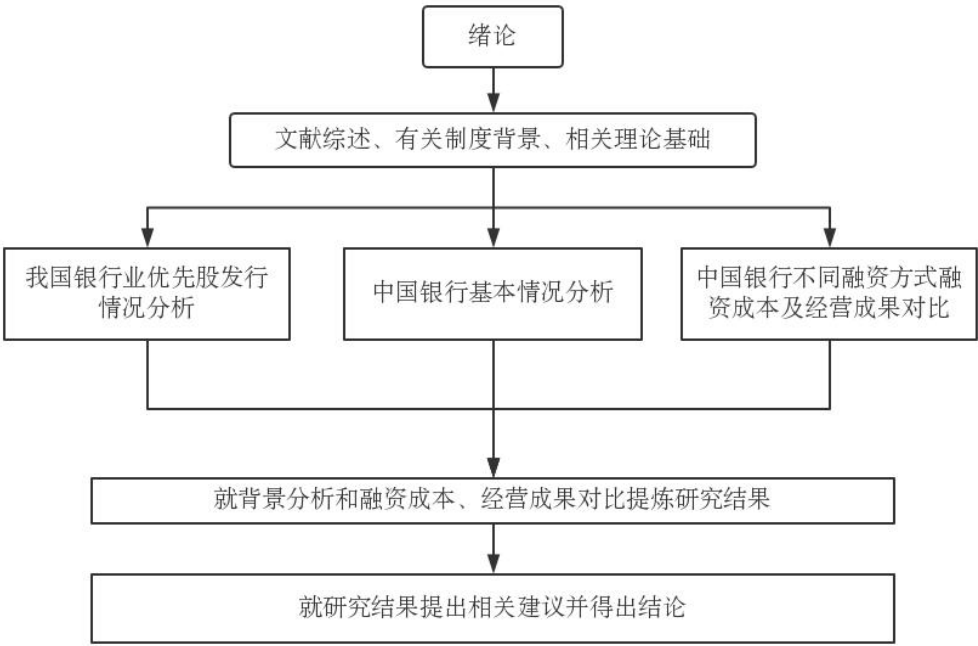 绪论
文献综述、有关制度背景、相关理论基础
我国银行业优先股发行
情况分析
中国银行基本情况分析
中国银行不同融资方式融
资成本及经营成果对比
就背景分析和融资成本、经营成果对比提炼研究结果
就研究结果提出相关建议并得出结论